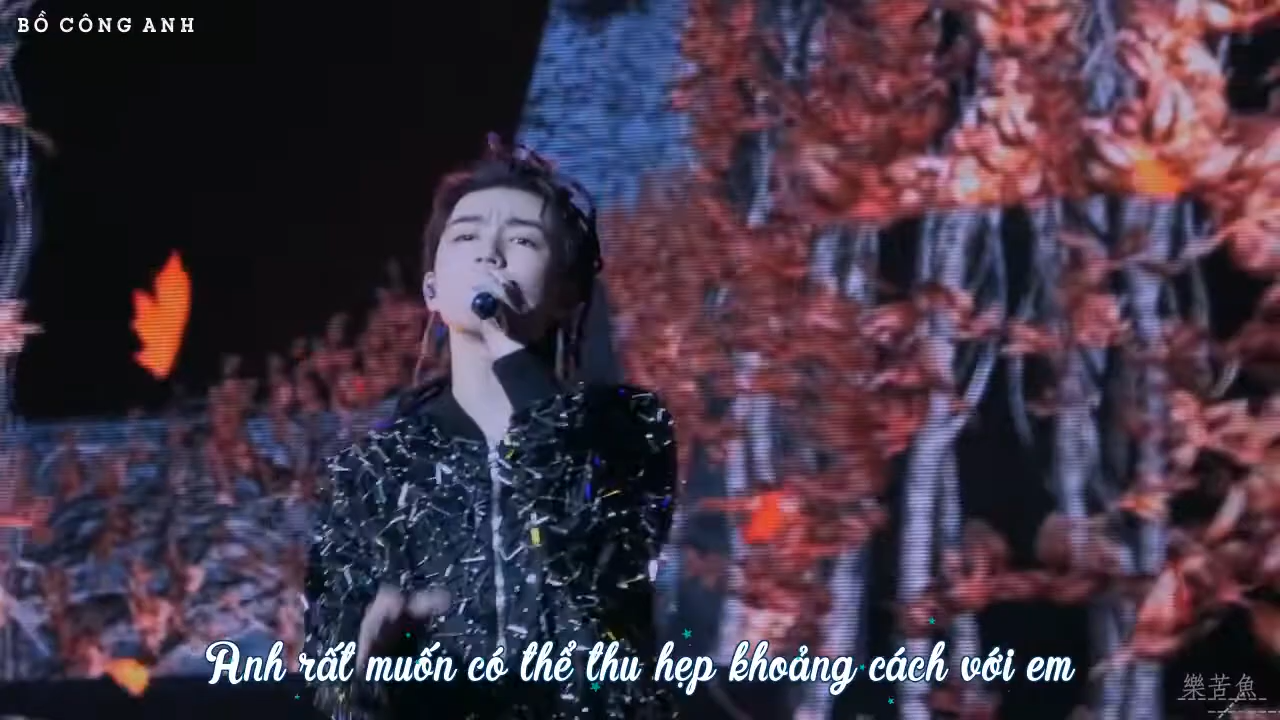 BỒ CÔNG ANH
Anh rất muốn có thể thu hẹp khoảng cách với em
樂苦魚